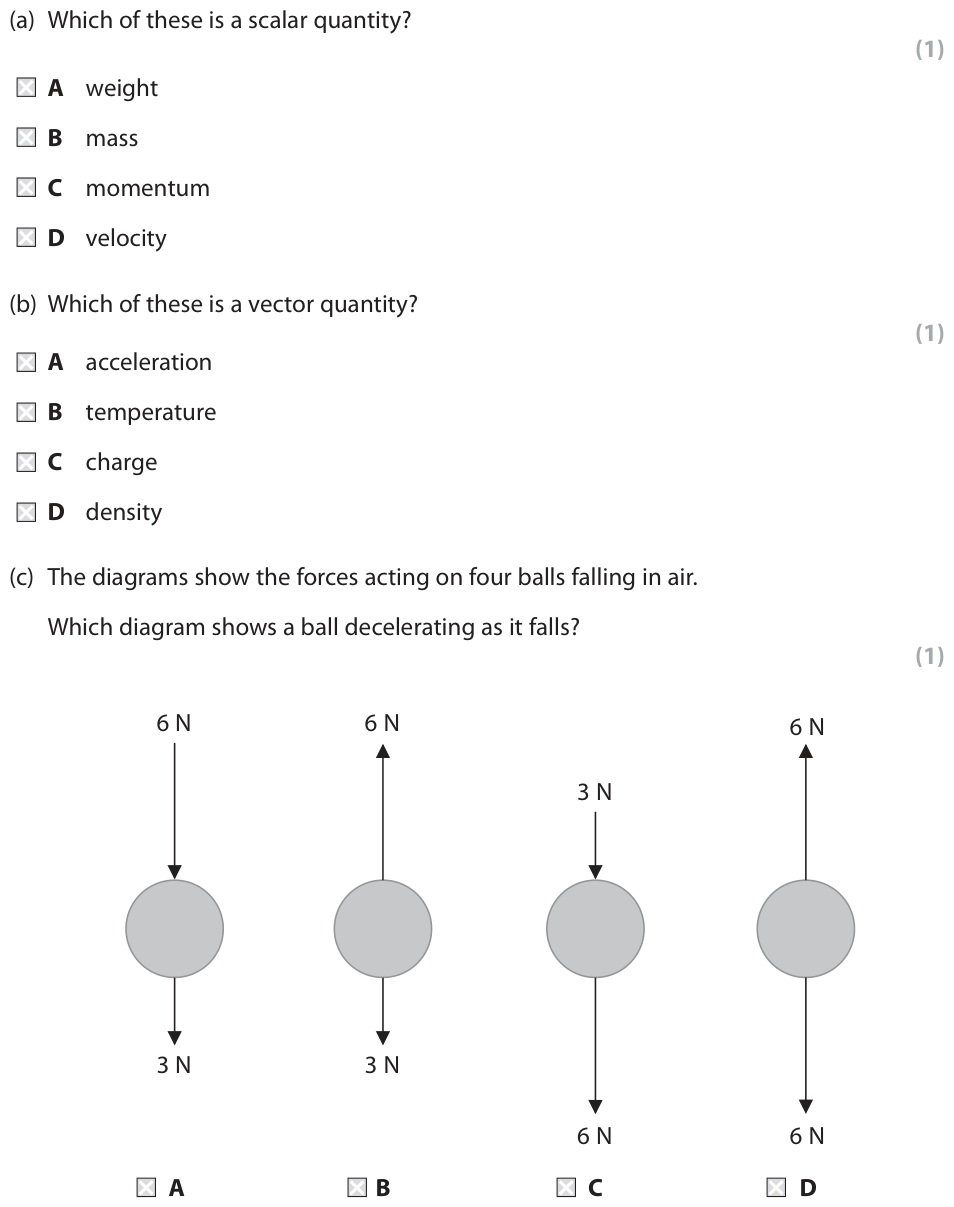 (a) Which of these is a scalar quantity?
(1)
A weight
B mass
C momentum
D velocity
(b) Which of these is a vector quantity?
(1)
A acceleration
B temperature
C charge
D density
(c) The diagrams show the forces acting on four balls falling in air.
Which diagram shows a ball decelerating as it falls?
(1)
6 N 6 N 3 N 6 N
3 N 3 N 6 N 6 N
A B C D